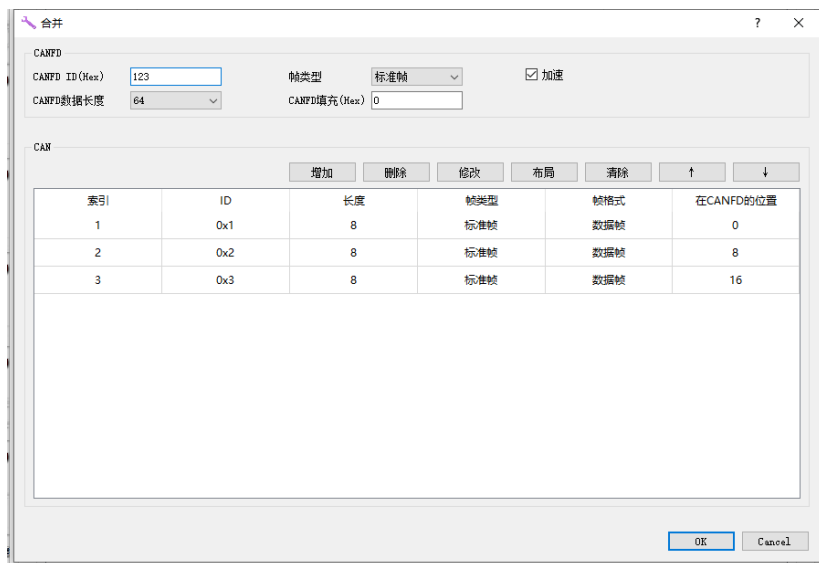 合并 ? ×
CANFD
CANFD ID(Hex) 123 帧类型 标准帧 加速
CANFD数据长度 64 CANFD填充(Hex) 0
CAN
增加 删除 修改 布局 清除 ↑ ↓
索引 ID 长度 帧类型 帧格式 在CANFD的位置
1 0x1 8 标准帧 数据帧 0
2 0x2 8 标准帧 数据帧 8
3 0x3 8 标准帧 数据帧 16
OK Cancel